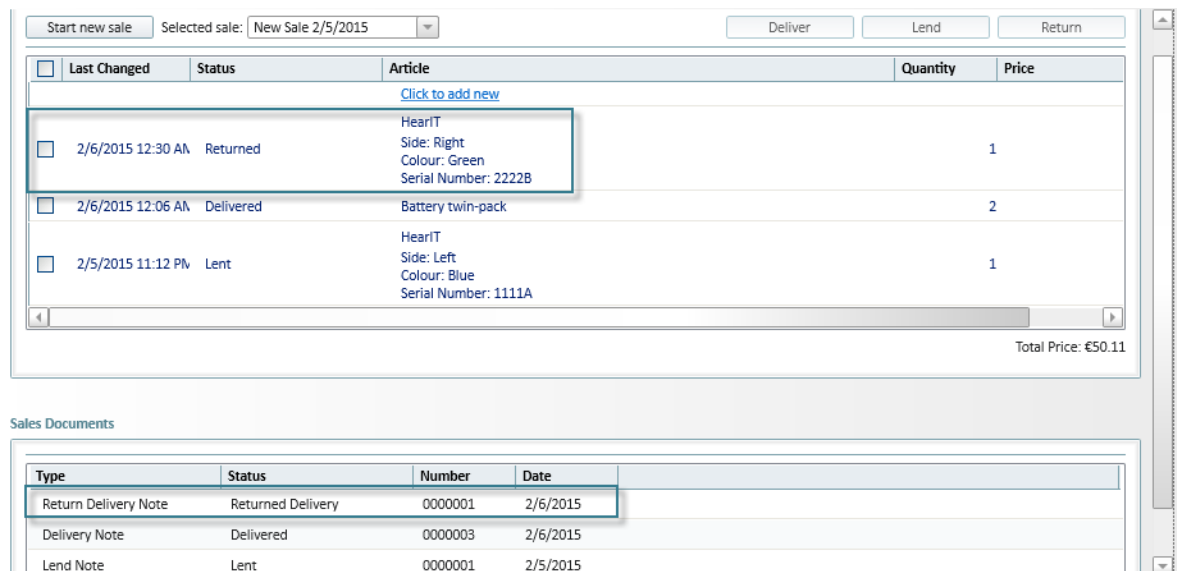 Start new sale Selected sale: New Sale 2/5/2015 Deliver Lend Return
Last Changed Status Article Quantity Price
Click to add new
HearIT
Side: Right
2/6/2015 12:30 AM Returned 1
Colour: Green
Serial Number: 2222B
2/6/2015 12:06 AM Delivered Battery twin-pack 2
HearIT
Side: Left
2/5/2015 11:12 PM Lent 1
Colour: Blue
Serial Number: 1111A
Total Price: €50.11
Sales Documents
Type Status Number Date
Return Delivery Note Returned Delivery 0000001 2/6/2015
Delivery Note Delivered 0000003 2/6/2015
Lend Note Lent 0000001 2/5/2015